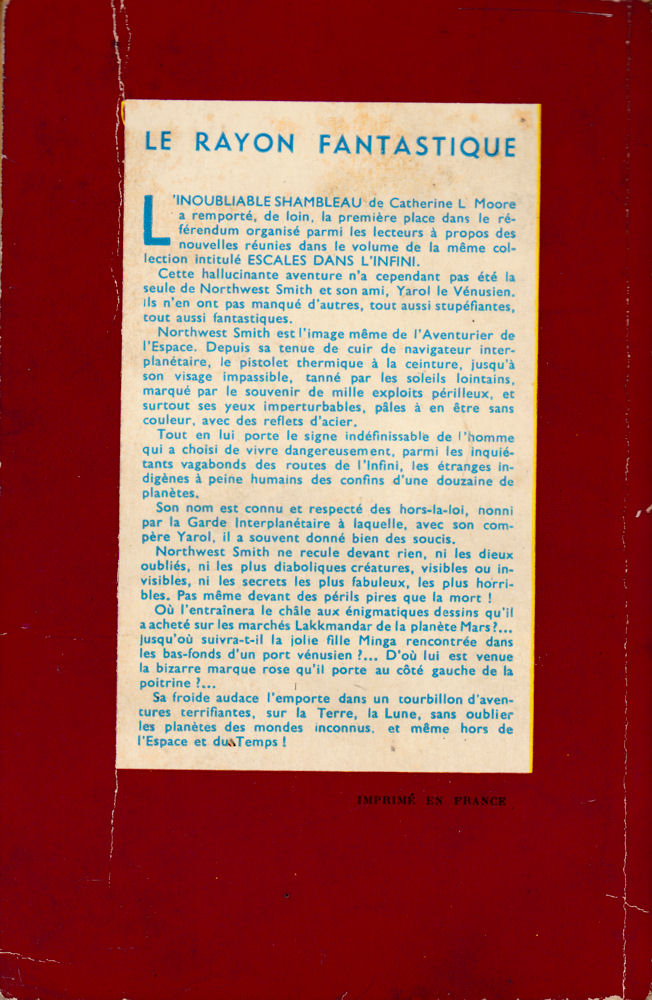 LE RAYON FANTASTIQUE
L'INOUBLIABLE SHAMBLEAU de Catherine L Moore
a remporté, de loin, la première place dans le ré-
férendum organisé parmi les lecteurs à propos des
nouvelles réunies dans le volume de la même col-
lection intitulé ESCALES DANS L'INFINI.
Cette hallucinante aventure n'a cependant pas été la
seule de Northwest Smith et son ami, Yarol le Vénusien.
Ils n'en ont pas manqué d'autres, tout aussi stupéfiantes,
tout aussi fantastiques.
Northwest Smith est l'image même de l'Aventurier de
l'Espace. Depuis sa tenue de cuir de navigateur inter-
planétaire, le pistolet thermique à la ceinture, jusqu'à
son visage impassible, tanné par les soleils lointains,
marqué par le souvenir de mille exploits périlleux, et
surtout ses yeux imperturbables, pâles à en être sans
couleur, avec des reflets d'acier.
Tout en lui porte le signe indéfinissable de l'homme
qui a choisi de vivre dangereusement, parmi les inquié-
tants vagabonds des routes de l'Infini, les étranges in-
digènes à peine humains des confins d'une douzaine de
planètes.
Son nom est connu et respecté des hors-la-loi, nonni
par la Garde Interplanétaire à laquelle, avec son com-
père Yarol, il a souvent donné bien des soucis.
Northwest Smith ne recule devant rien, ni les dieux
oubliés, ni les plus diaboliques créatures, visibles ou in-
visibles, ni les secrets les plus fabuleux, les plus horri-
bles. Pas même devant des périls pires que la mort !
Où l'entraînera le châle aux énigmatiques dessins qu'il
a acheté sur les marchés Lakkmandar de la planète Mars ?...
Jusqu'où suivra-t-il la jolie fille Minga rencontrée dans
les bas-fonds d'un port vénusien ?... D'où lui est venue
la bizarre marque rose qu'il porte au côté gauche de la
poitrine ?...
Sa froide audace l'emporte dans un tourbillon d'aven-
tures terrifiantes, sur la Terre, la Lune, sans oublier
les planètes des mondes inconnus, et même hors de
l'Espace et du Temps !
IMPRIMÉ EN FRANCE